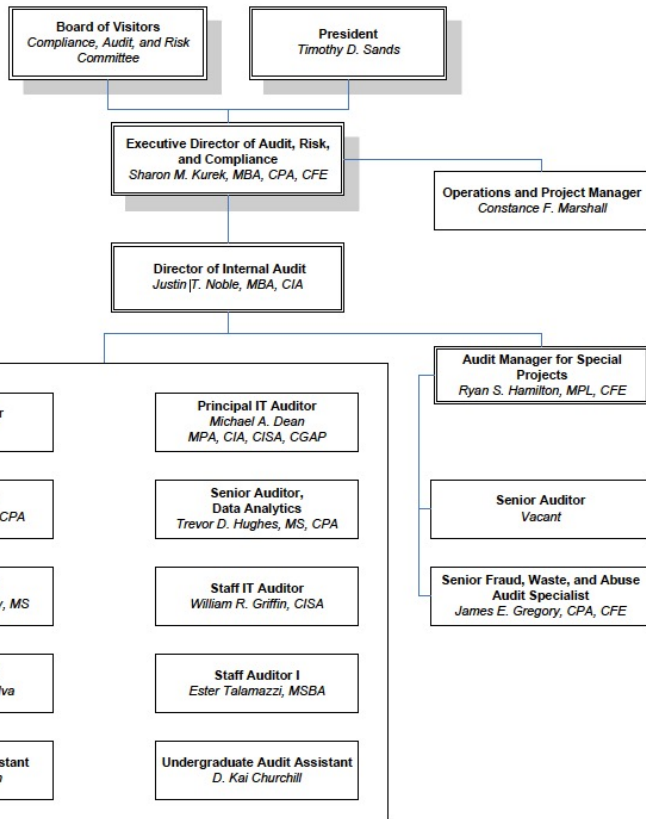 Board of Visitors
Compliance, Audit, and Risk
Committee
President
Timothy D. Sands
Executive Director of Audit, Risk,
and Compliance
Sharon M. Kurek, MBA, CPA, CFE
Operations and Project Manager
Constance F. Marshall
Director of Internal Audit
Justin T. Noble, MBA, CIA
Audit Manager for Special
Projects
Ryan S. Hamilton, MPL, CFE
Principal IT Auditor
Michael A. Dean
MPA, CIA, CISA, CGAP
CPA
Senior Auditor,
Data Analytics
Trevor D. Hughes, MS, CPA
Senior Auditor
Vacant
MS
Staff IT Auditor
William R. Griffin, CISA
Senior Fraud, Waste, and Abuse
Audit Specialist
James E. Gregory, CPA, CFE
Staff Auditor I
Ester Talamazzi, MSBA
Undergraduate Audit Assistant
D. Kai Churchill